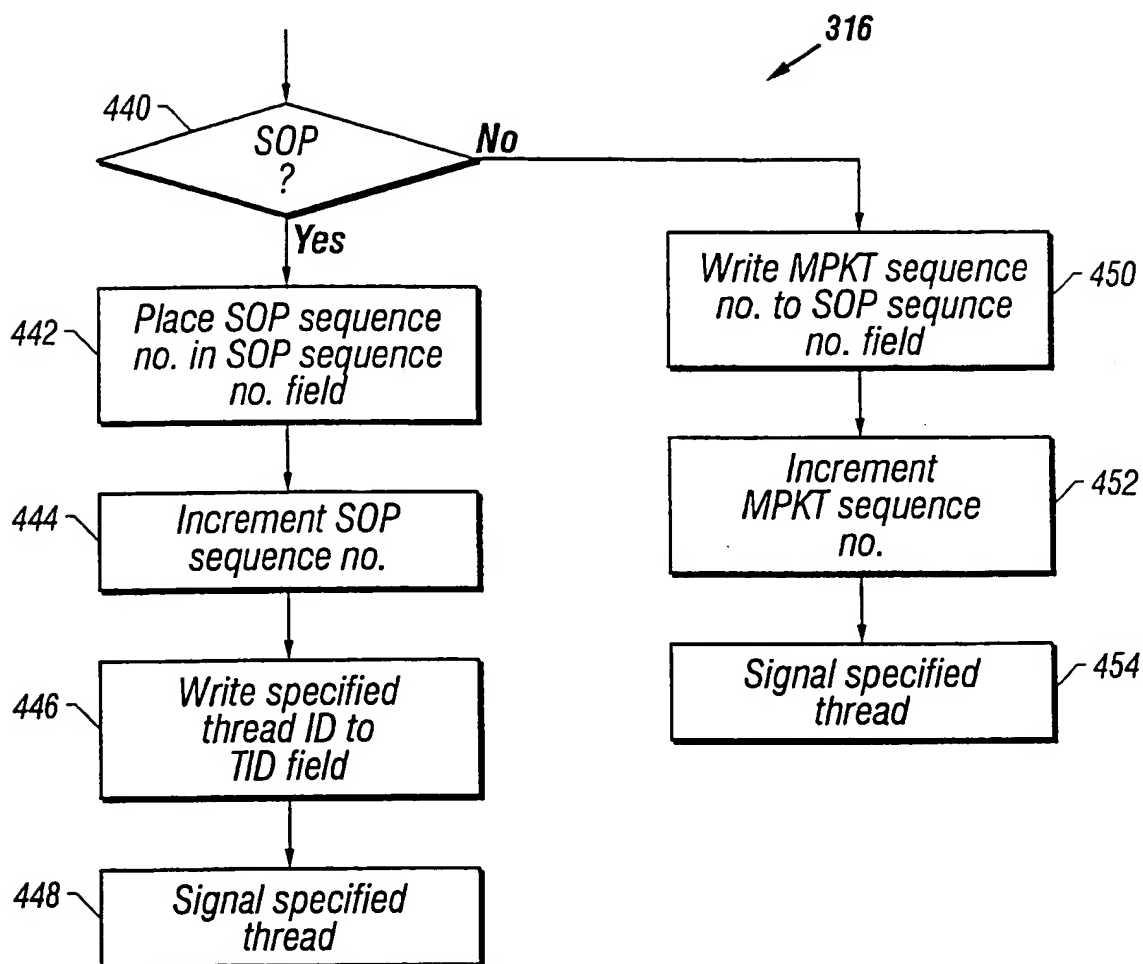 316
440
SOP
?
No
Yes
442
Place SOP sequence
no. in SOP sequence
no. field
444
Increment SOP
sequence no.
446
Write specified
thread ID to
TID field
448
Signal specified
thread
Write MPKT sequence
no. to SOP sequnce
no. field
450
Increment
MPKT sequence
no.
452
Signal specified
thread
454